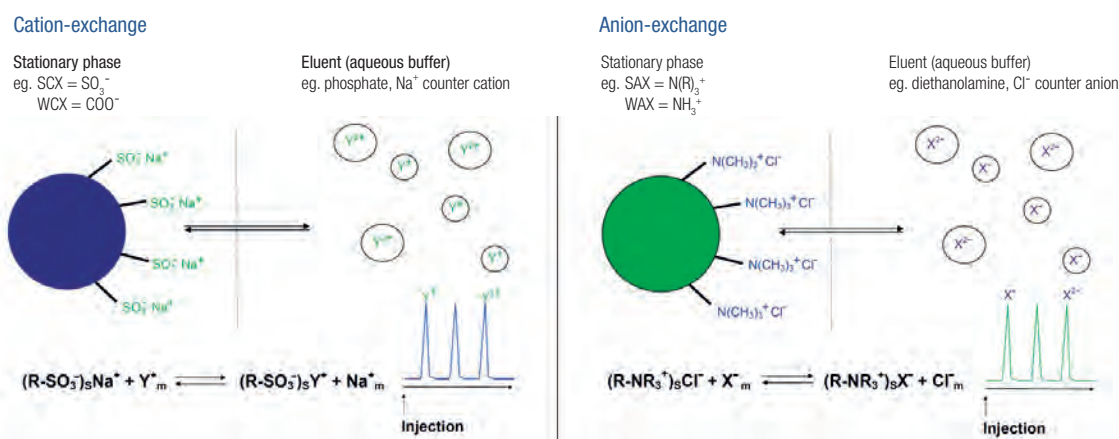 Cation-exchange
Stationary phase
eg. SCX = SO₃⁻
WCX = COO⁻
Eluent (aqueous buffer)
eg. phosphate, Na⁺ counter cation
SO₃⁻ Na⁺
SO₃⁻ Na⁺
SO₃⁻ Na⁺
SO₃⁻ Na⁺
Y²⁺
Y⁺
Y²⁺
Y⁺
Y²⁺
Y⁺
Y⁺
(R-SO₃⁻)ₛNa⁺ + Y⁺ₘ
(R-SO₃⁻)ₛY⁺ + Na⁺ₘ
Injection
Anion-exchange
Stationary phase
eg. SAX = N(R)₃⁺
WAX = NH₃⁺
Eluent (aqueous buffer)
eg. diethanolamine, Cl⁻ counter anion
N(CH₃)₃⁺Cl⁻
N(CH₃)₃⁺Cl⁻
N(CH₃)₃⁺Cl⁻
N(CH₃)₃⁺Cl⁻
X²⁻
X⁻
X²⁻
X⁻
X²⁻
X⁻
X⁻
X²⁻
(R-NR₃⁺)ₛCl⁻ + X⁻ₘ
(R-NR₃⁺)ₛX⁻ + Cl⁻ₘ
Injection